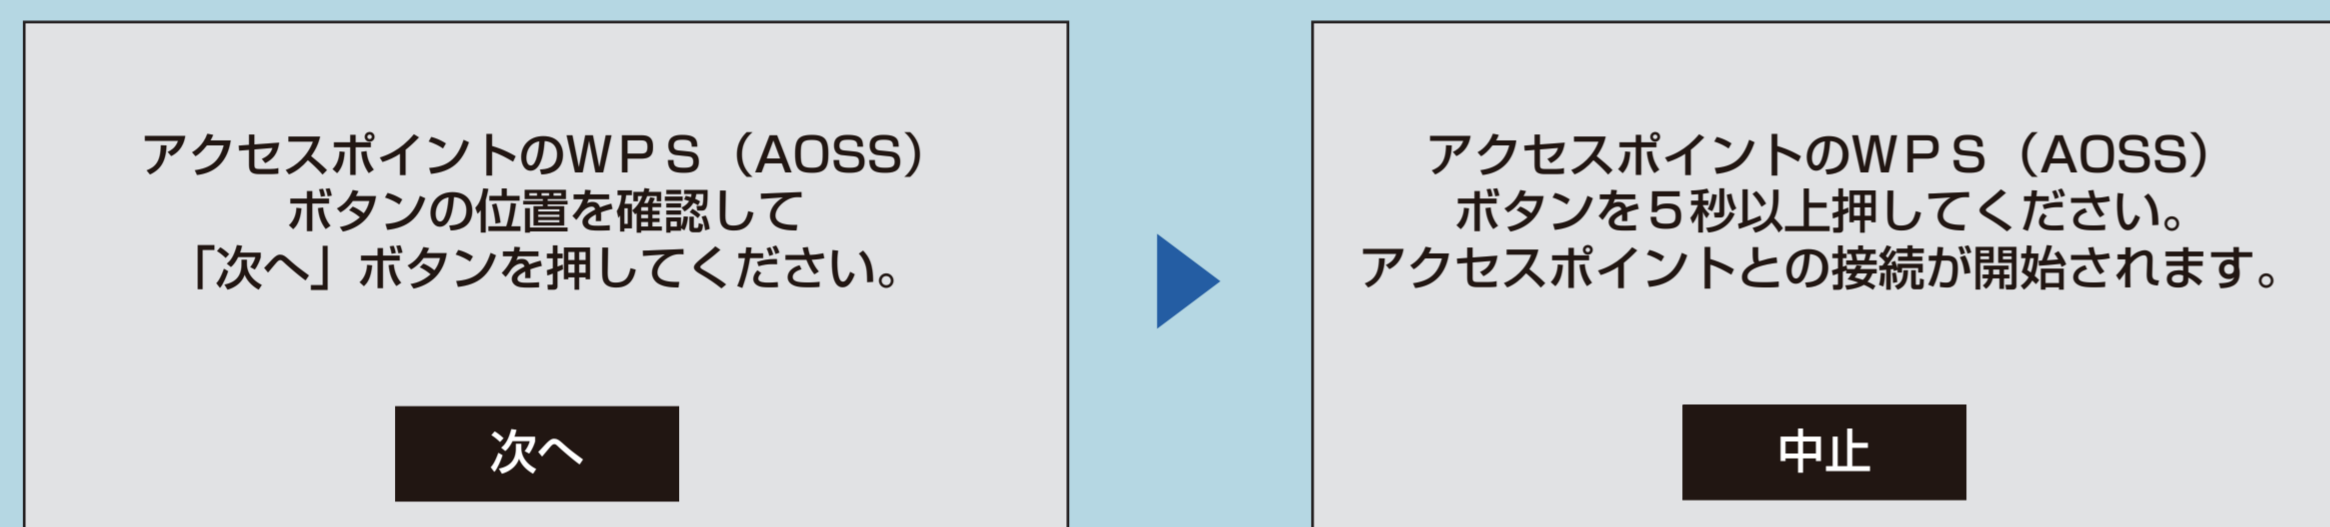 アクセスポイントのWPS（AOSS）
ボタンの位置を確認して
「次へ」ボタンを押してください。
次へ
アクセスポイントのWPS（AOSS）
ボタンを５秒以上押してください。
アクセスポイントとの接続が開始されます。
中止